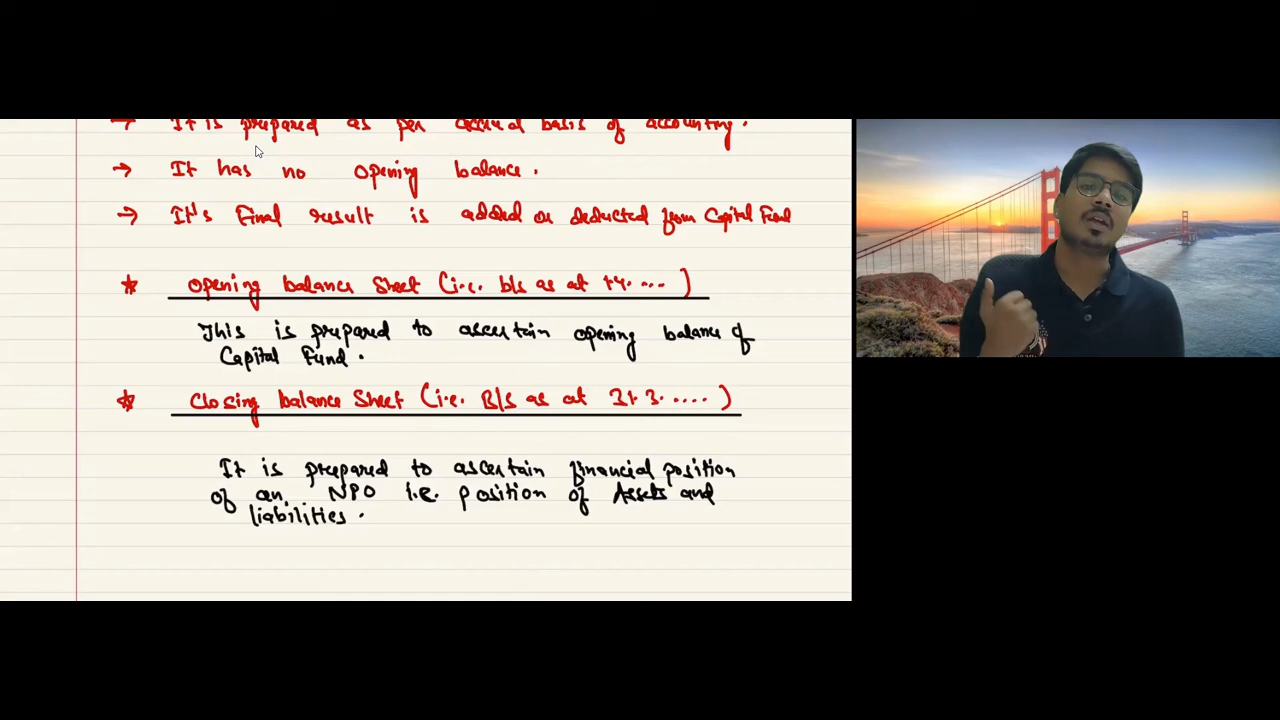 → It is prepared as per accrual basis of accounting.
→ It has no opening balance.
→ It's Final result is added or deducted from Capital Fund
* Opening balance Sheet (i.e. b/s as at 1.4. ...)
This is prepared to ascertain opening balance of
Capital Fund.
* Closing balance Sheet (i.e. B/s as at 31.3. ....)
It is prepared to ascertain financial position
of an NPO i.e. position of Assets and
liabilities.